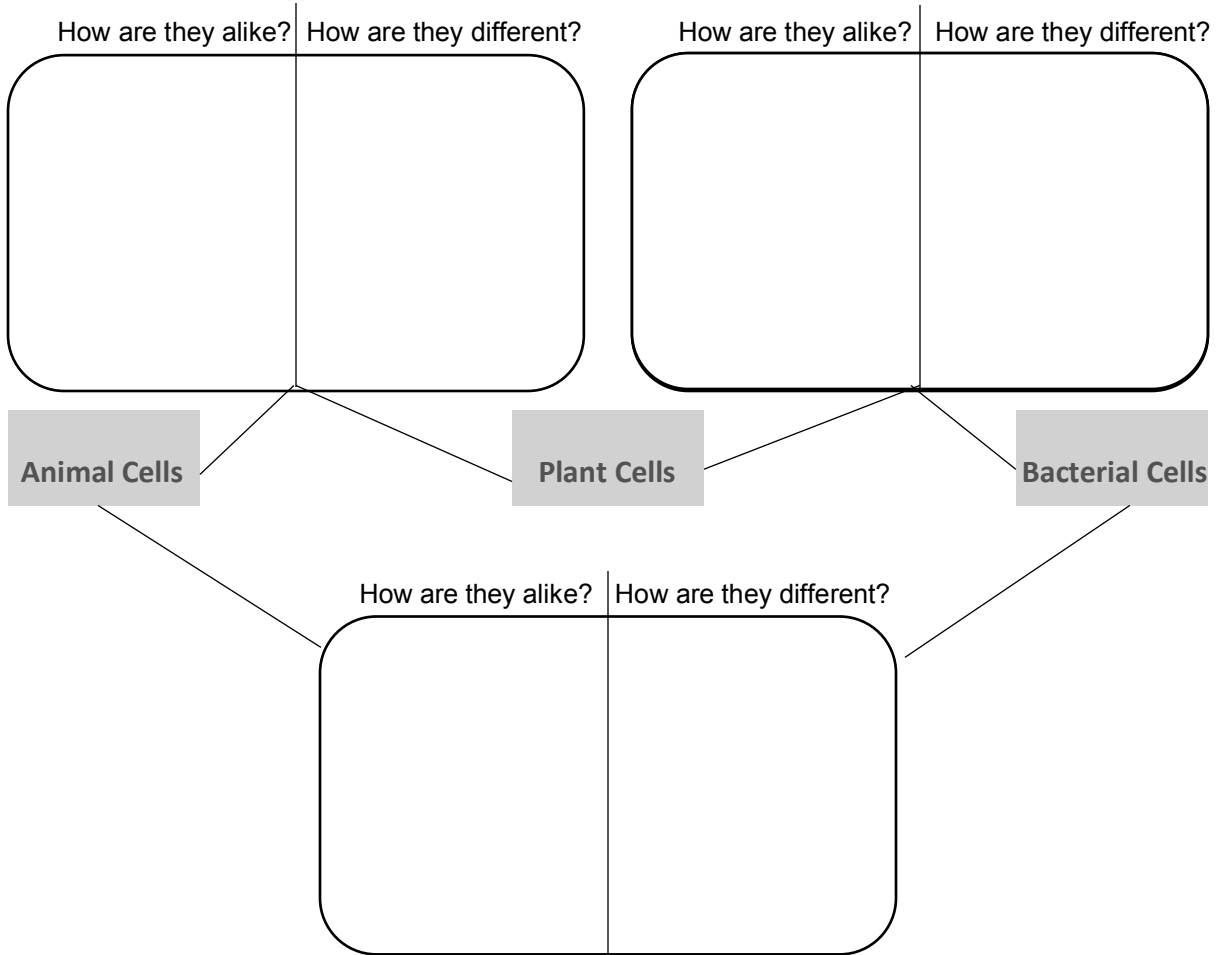 How are they alike? How are they different?
How are they alike? How are they different?
Animal Cells
Plant Cells
Bacterial Cells
How are they alike? How are they different?